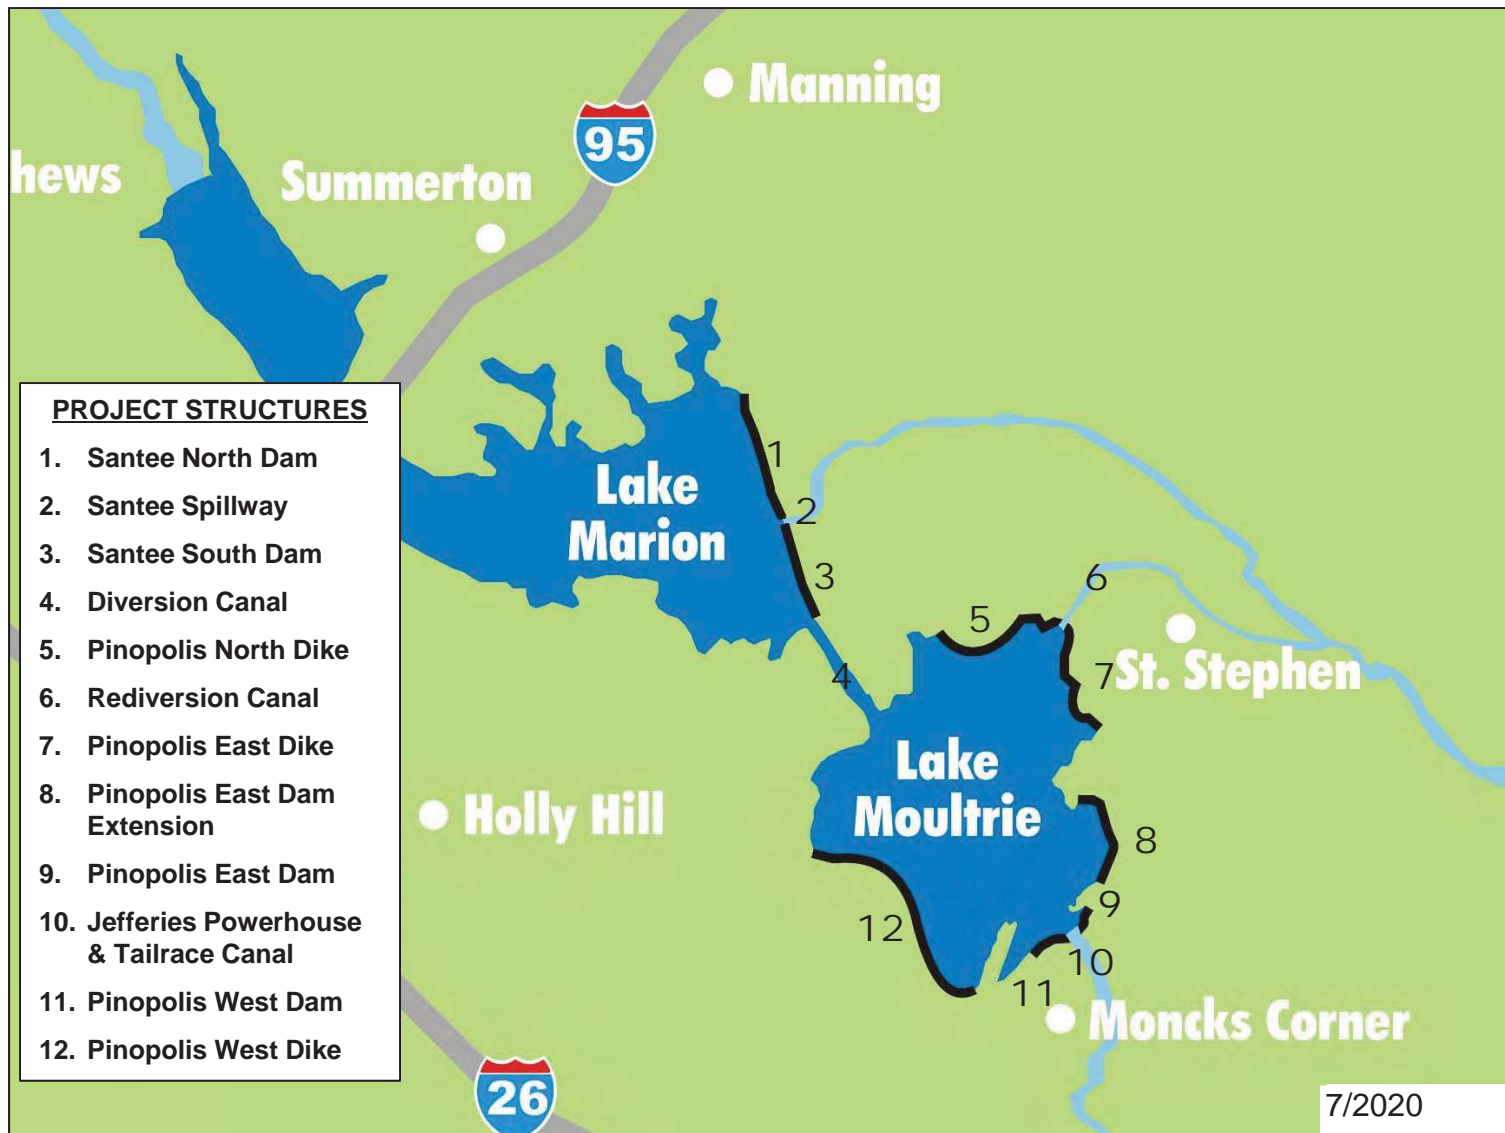 Manning
95
hews
Summerton
PROJECT STRUCTURES
1. Santee North Dam
2. Santee Spillway
3. Santee South Dam
4. Diversion Canal
5. Pinopolis North Dike
6. Rediversion Canal
7. Pinopolis East Dike
8. Pinopolis East Dam
Extension
9. Pinopolis East Dam
10. Jefferies Powerhouse
& Tailrace Canal
11. Pinopolis West Dam
12. Pinopolis West Dike
Lake
Marion
1
2
3
4
5
6
7
St. Stephen
Lake
Moultrie
Holly Hill
8
9
10
11
12
Moncks Corner
26
7/2020